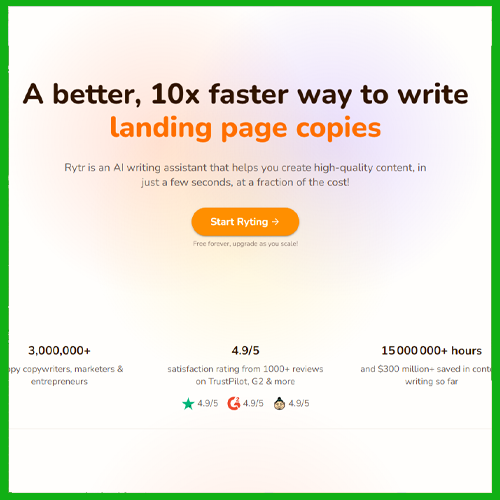 A better, 10x faster way to write
landing page copies
Rytr is an AI writing assistant that helps you create high-quality content, in
just a few seconds, at a fraction of the cost!
Start Ryting →
Free forever, upgrade as you scale!
3,000,000+
copywriters, marketers &
entrepreneurs
4.9/5
satisfaction rating from 1000+ reviews
on TrustPilot, G2 & more
4.9/5 4.9/5 4.9/5
15 000 000+ hours
and $300 million+ saved in
writing so far